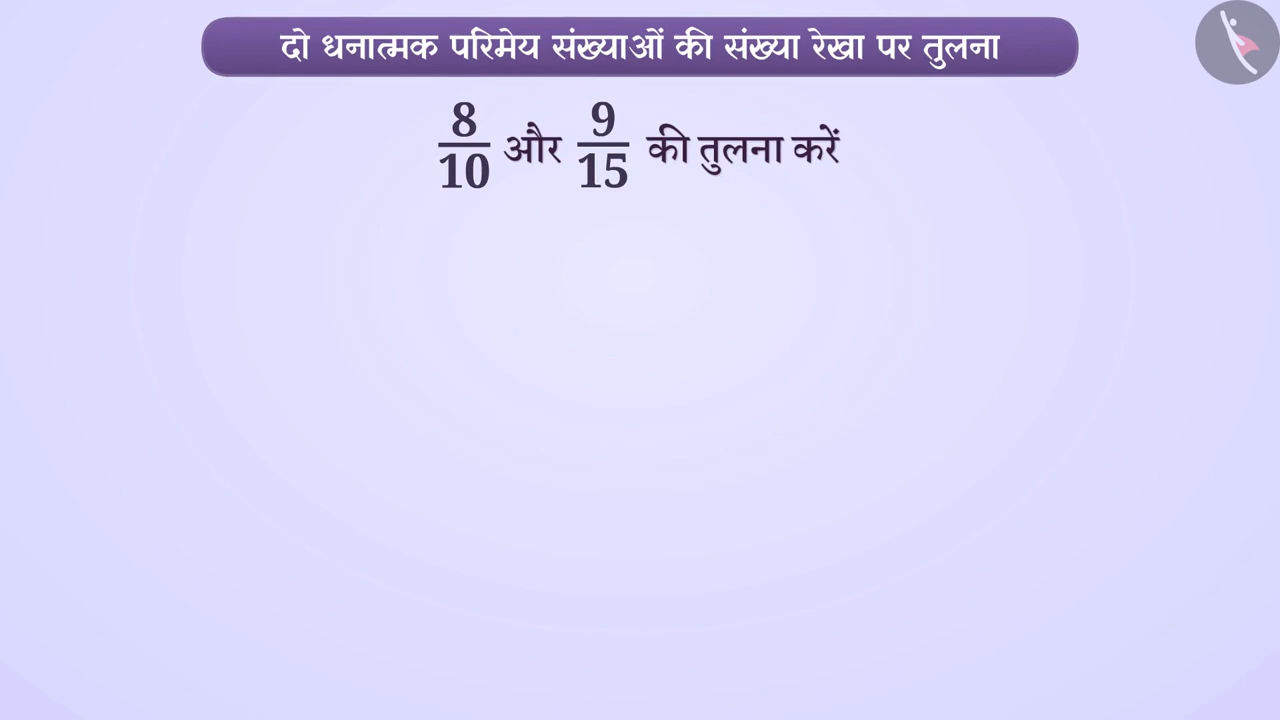 दो धनात्मक परिमेय संख्याओं की संख्या रेखा पर तुलना
8/10 और 9/15 की तुलना करें